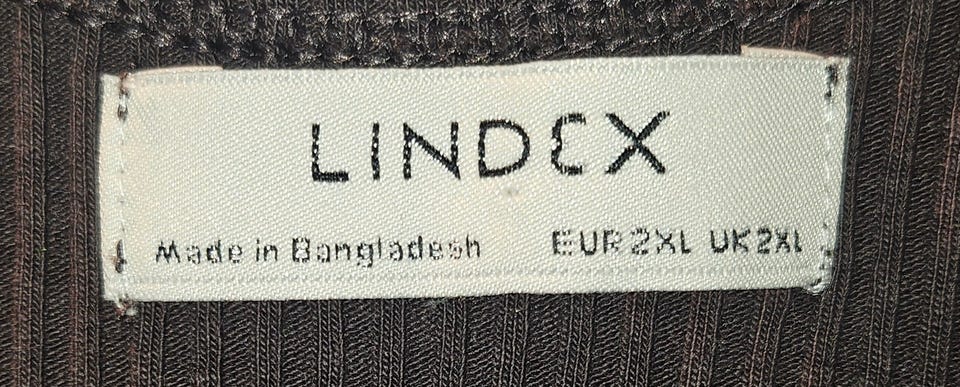 LINDEX
Made in Bangladesh EUR 2XL UK 2XL